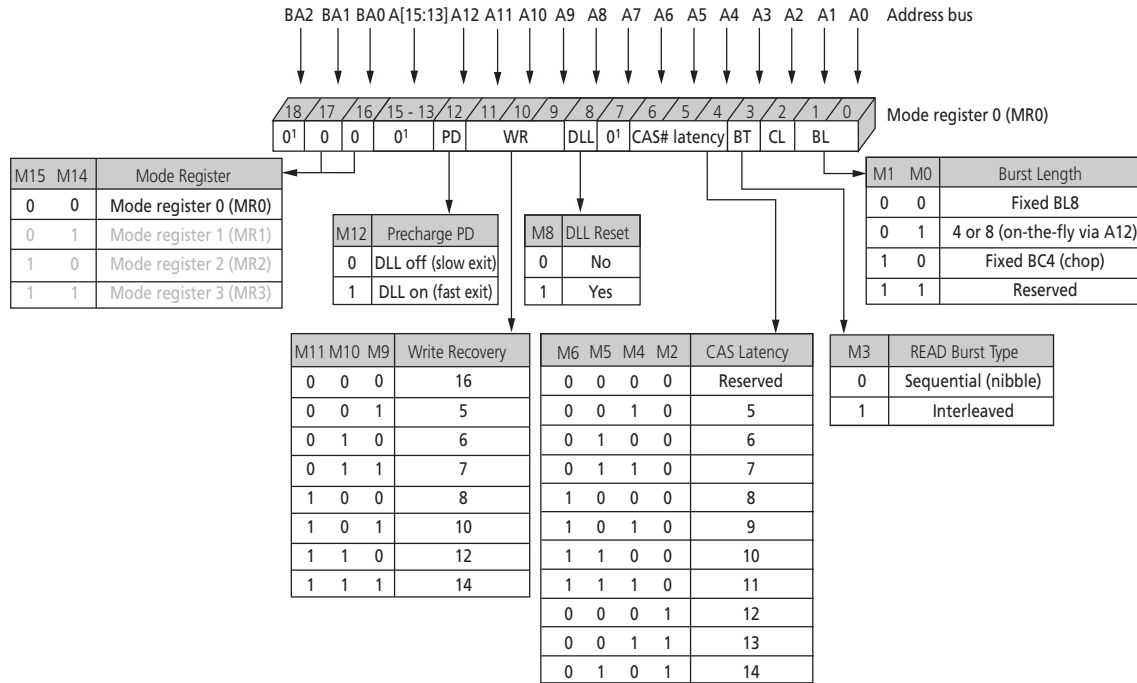 BA2 BA1 BA0 A[15:13] A12 A11 A10 A9 A8 A7 A6 A5 A4 A3 A2 A1 A0 Address bus
18 17 16 15 - 13 12 11 10 9 8 7 6 5 4 3 2 1 0 Mode register 0 (MR0)
0¹ 0 0 0¹ PD WR DLL 0¹ CAS# latency BT CL BL
M15 M14 Mode Register
0 0 Mode register 0 (MR0)
0 1 Mode register 1 (MR1)
1 0 Mode register 2 (MR2)
1 1 Mode register 3 (MR3)
M12 Precharge PD
0 DLL off (slow exit)
1 DLL on (fast exit)
M8 DLL Reset
0 No
1 Yes
M1 M0 Burst Length
0 0 Fixed BL8
0 1 4 or 8 (on-the-fly via A12)
1 0 Fixed BC4 (chop)
1 1 Reserved
M11 M10 M9 Write Recovery
0 0 0 16
0 0 1 5
0 1 0 6
0 1 1 7
1 0 0 8
1 0 1 10
1 1 0 12
1 1 1 14
M6 M5 M4 M2 CAS Latency
0 0 0 0 Reserved
0 0 1 0 5
0 1 0 0 6
0 1 1 0 7
1 0 0 0 8
1 0 1 0 9
1 1 0 0 10
1 1 1 0 11
0 0 0 1 12
0 0 1 1 13
0 1 0 1 14
M3 READ Burst Type
0 Sequential (nibble)
1 Interleaved